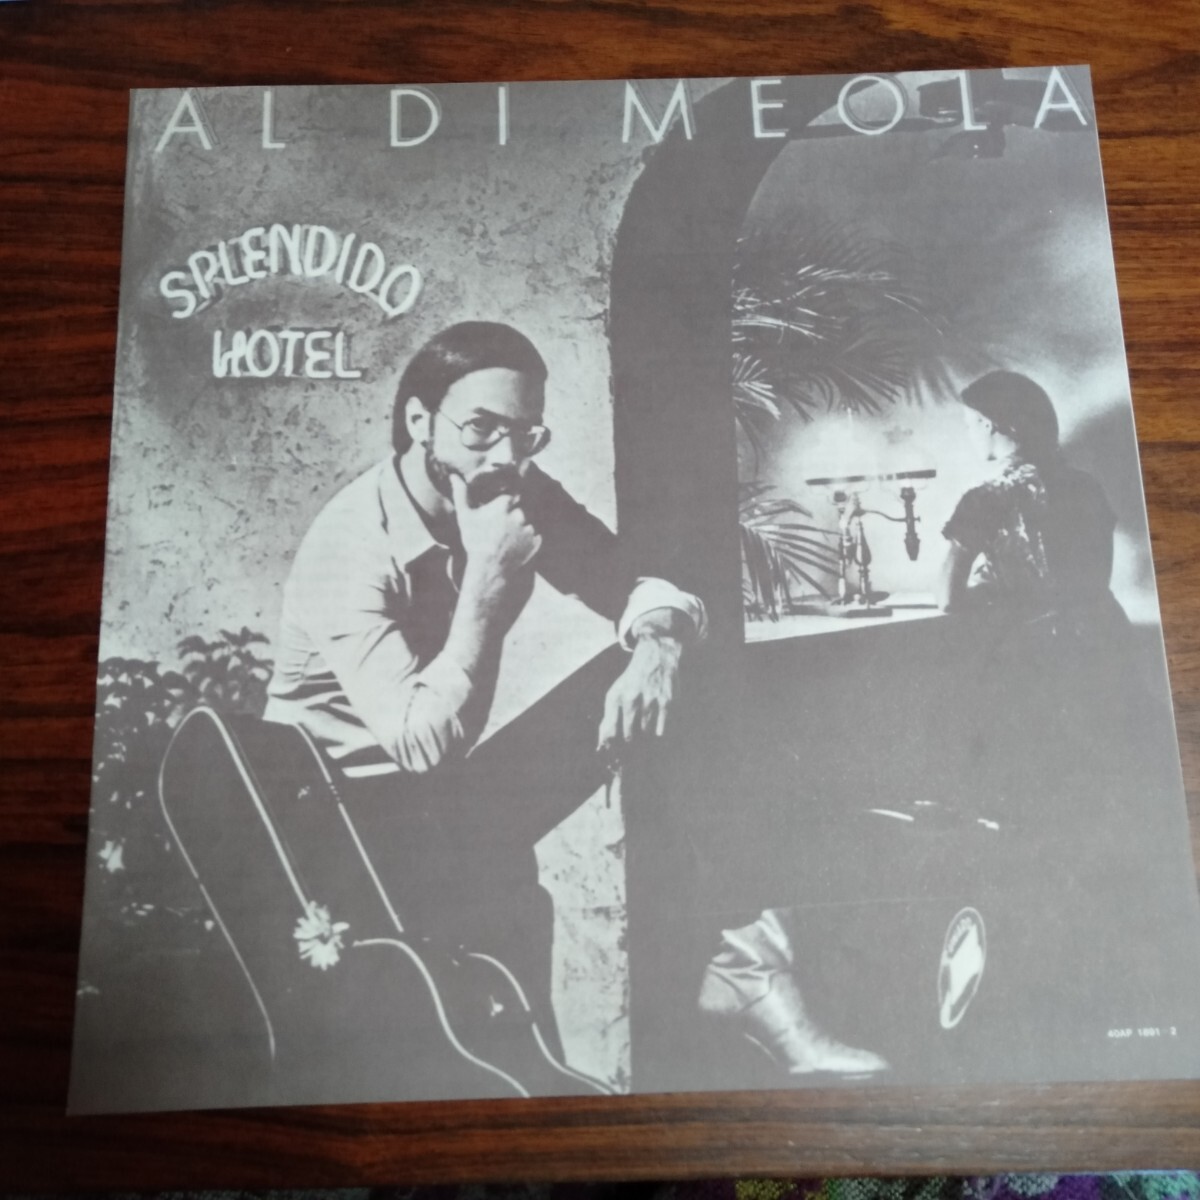 AL DI MEOLA
SPLENDIDO
HOTEL
40AP 1891-2